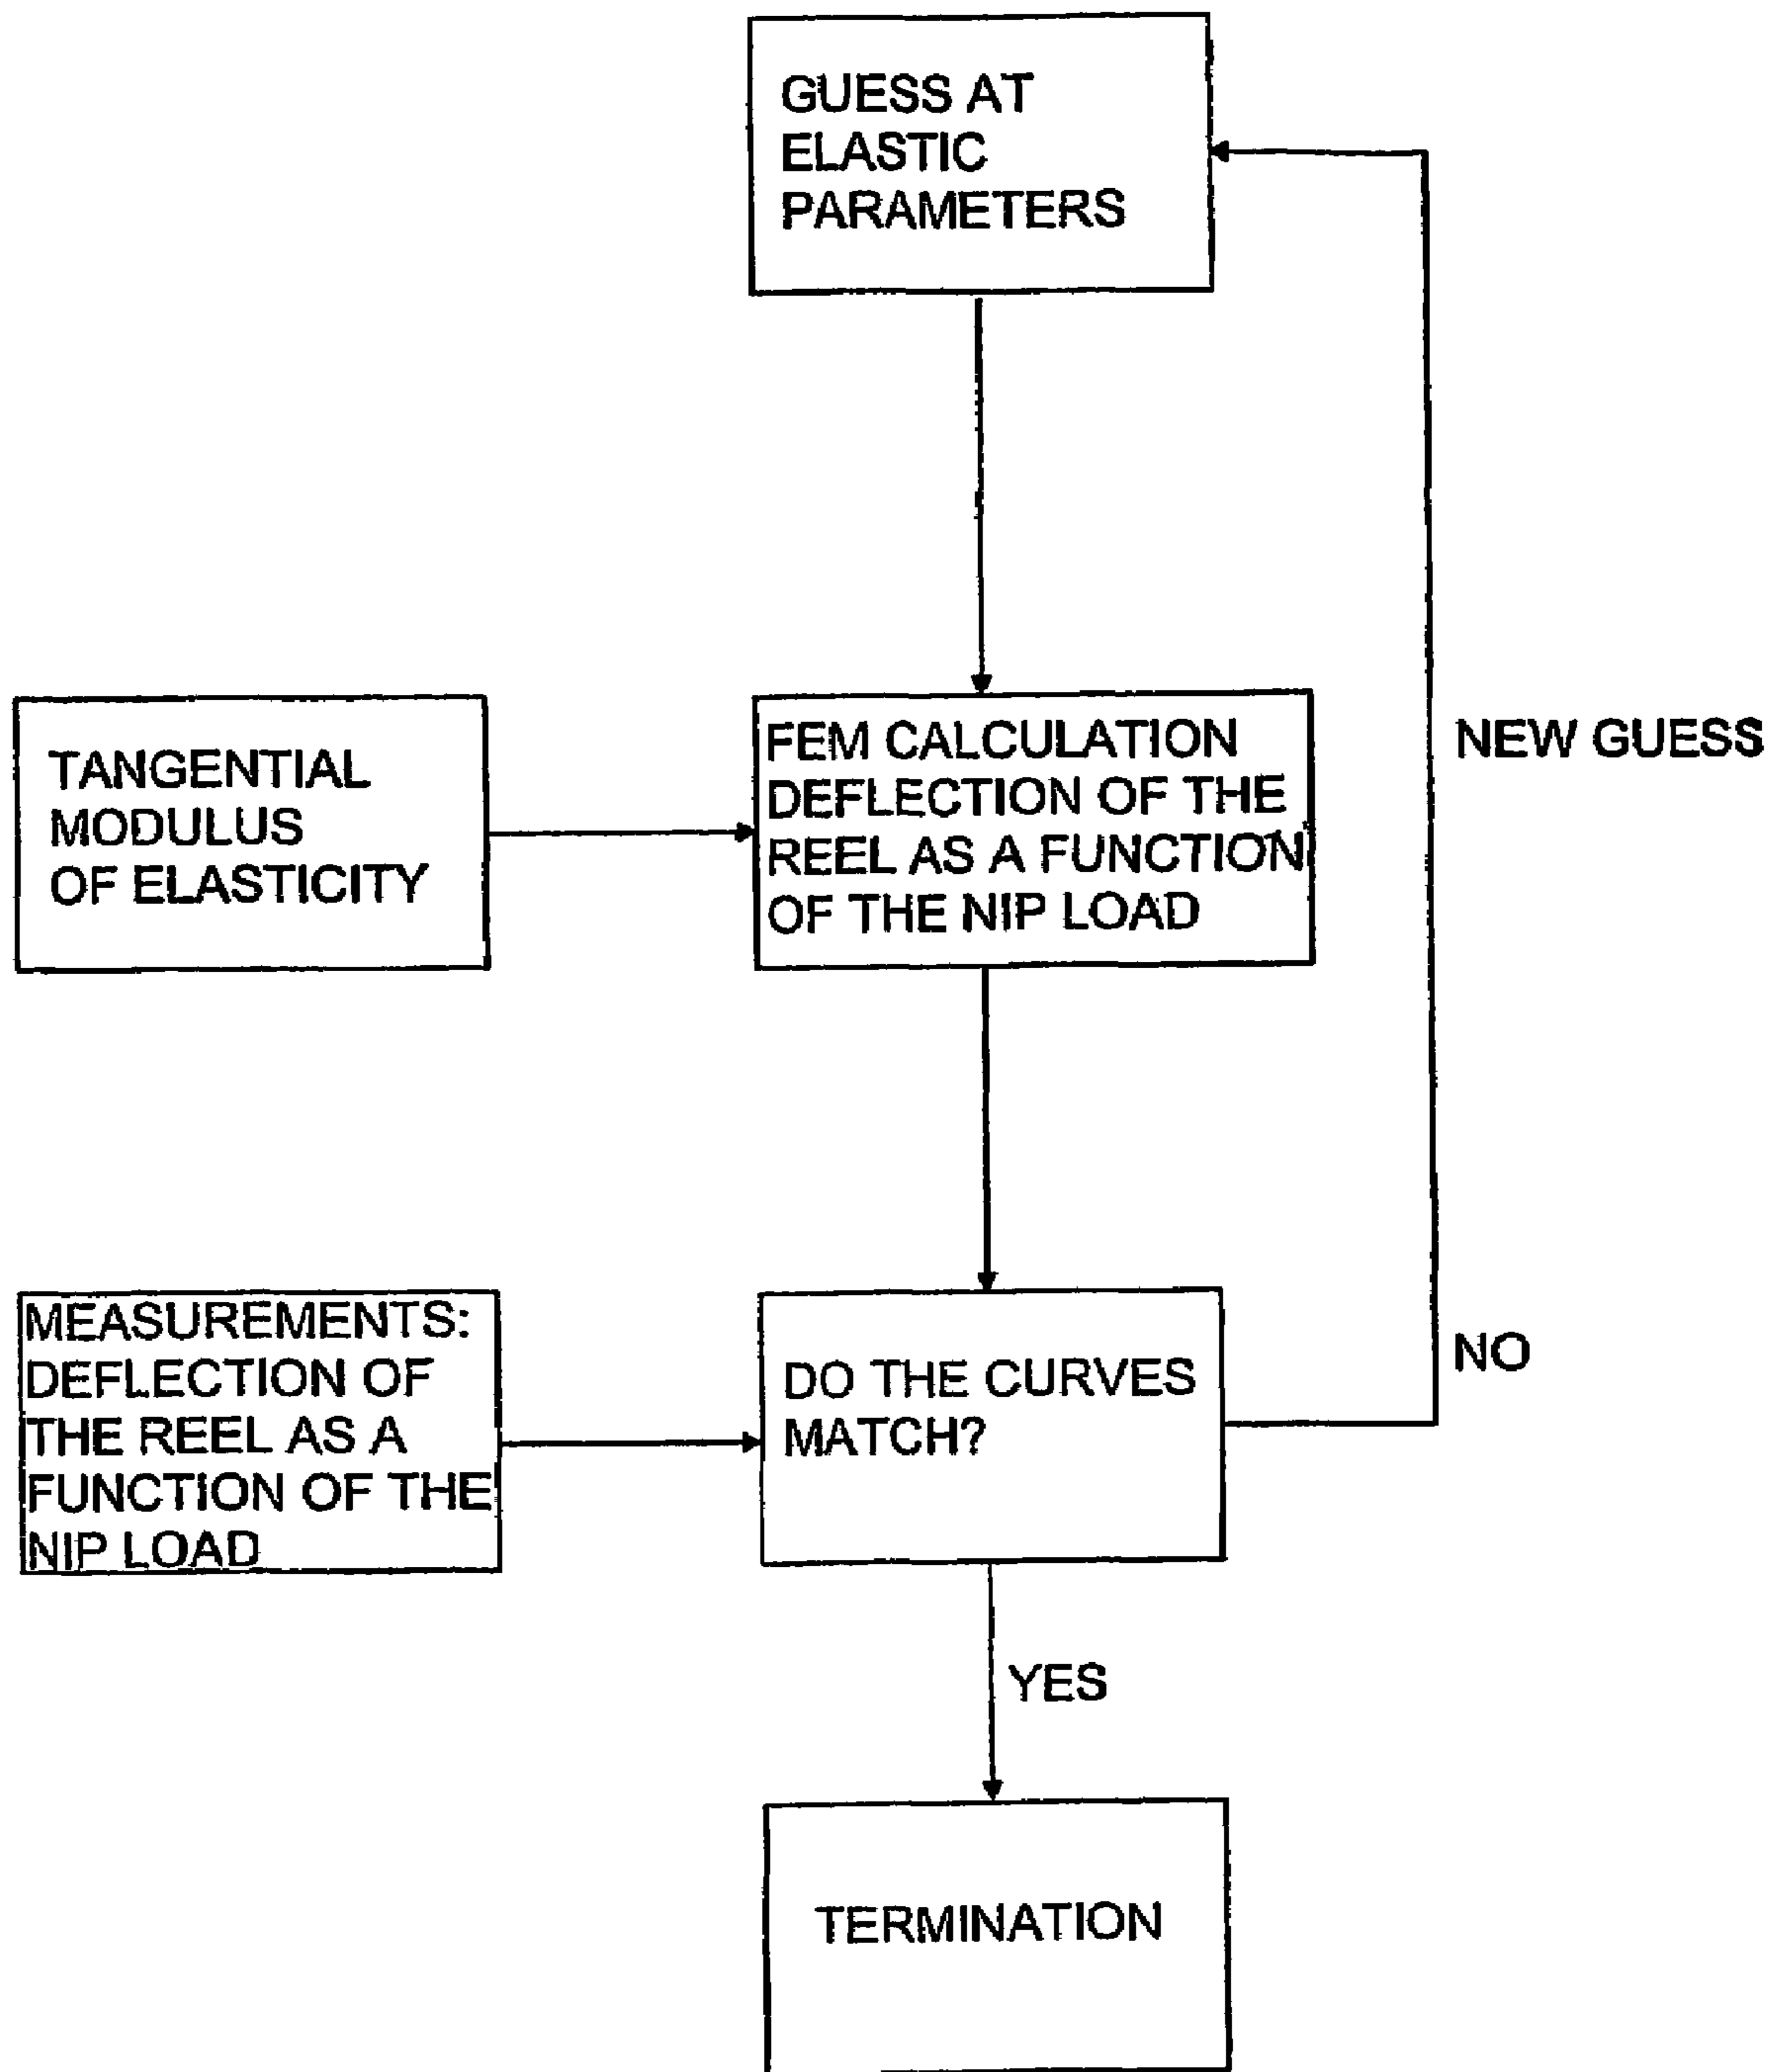 GUESS AT
ELASTIC
PARAMETERS
TANGENTIAL
MODULUS
OF ELASTICITY
FEM CALCULATION
DEFLECTION OF THE
REEL AS A FUNCTION
OF THE NIP LOAD
NEW GUESS
MEASUREMENTS:
DEFLECTION OF
THE REEL AS A
FUNCTION OF THE
NIP LOAD
DO THE CURVES
MATCH?
NO
YES
TERMINATION